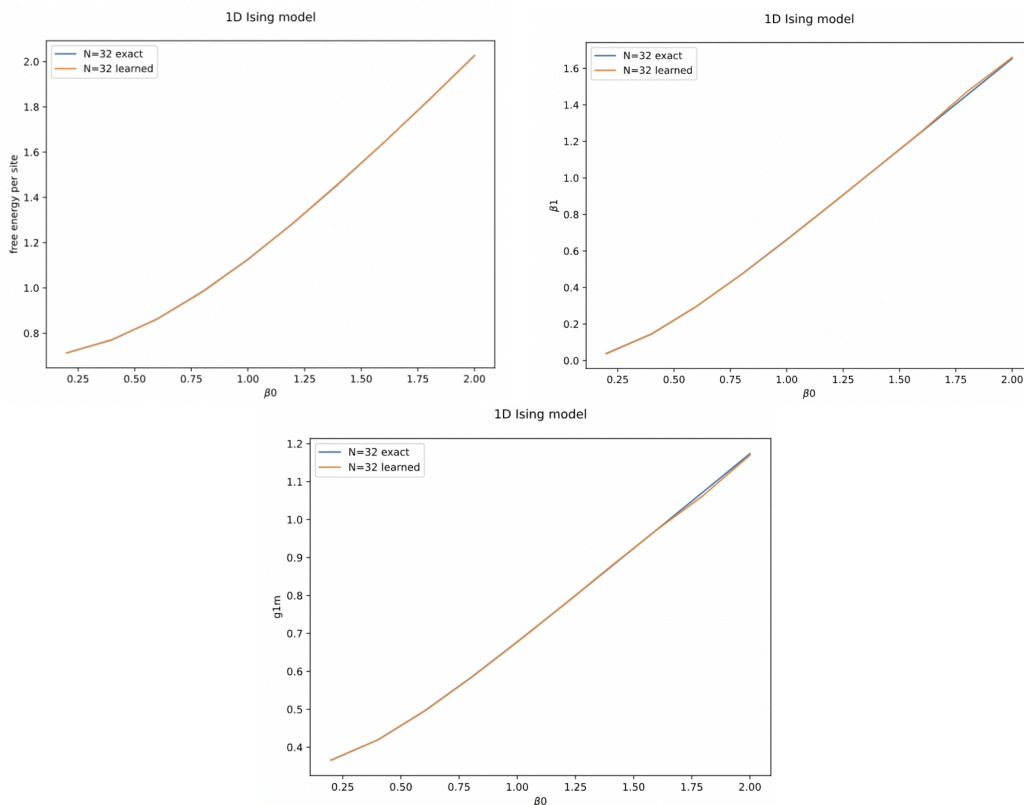 1D Ising model
N=32 exact
N=32 learned
free energy per site
2.0
1.8
1.6
1.4
1.2
1.0
0.8
0.25 0.50 0.75 1.00 1.25 1.50 1.75 2.00
β0
1D Ising model
N=32 exact
N=32 learned
β1
1.6
1.4
1.2
1.0
0.8
0.6
0.4
0.2
0.0
0.25 0.50 0.75 1.00 1.25 1.50 1.75 2.00
β0
1D Ising model
N=32 exact
N=32 learned
g1m
1.2
1.1
1.0
0.9
0.8
0.7
0.6
0.5
0.4
0.25 0.50 0.75 1.00 1.25 1.50 1.75 2.00
β0